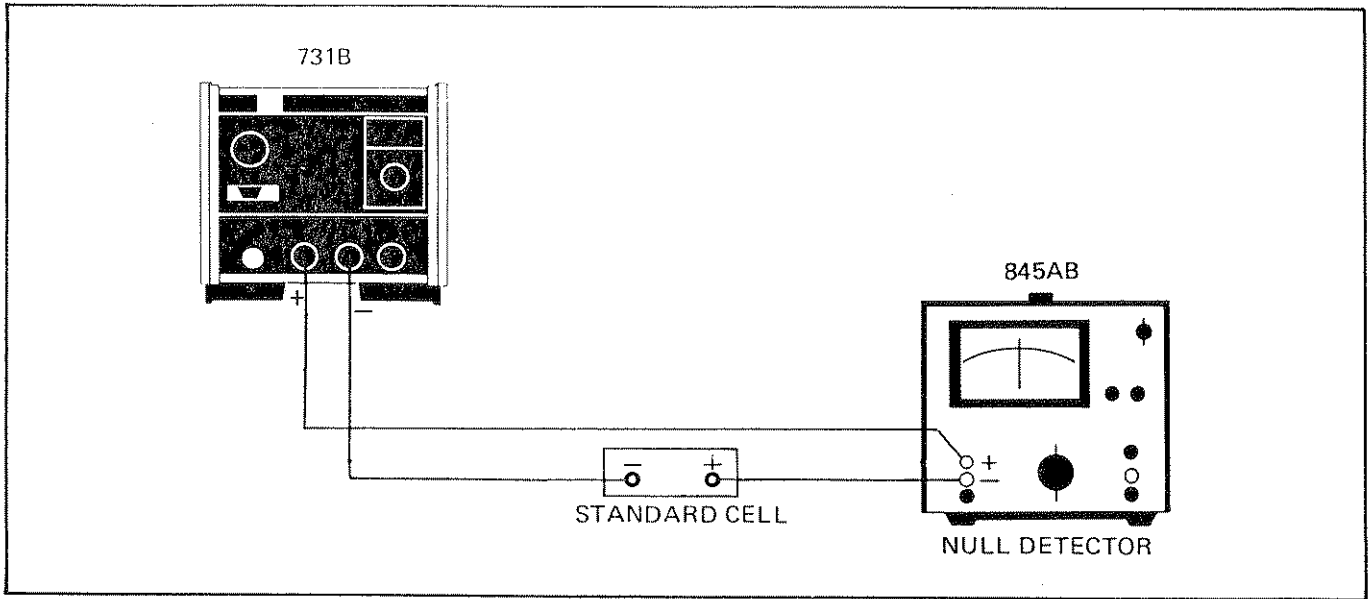 731B
+
–
845AB
+
–
– +
STANDARD CELL
NULL DETECTOR